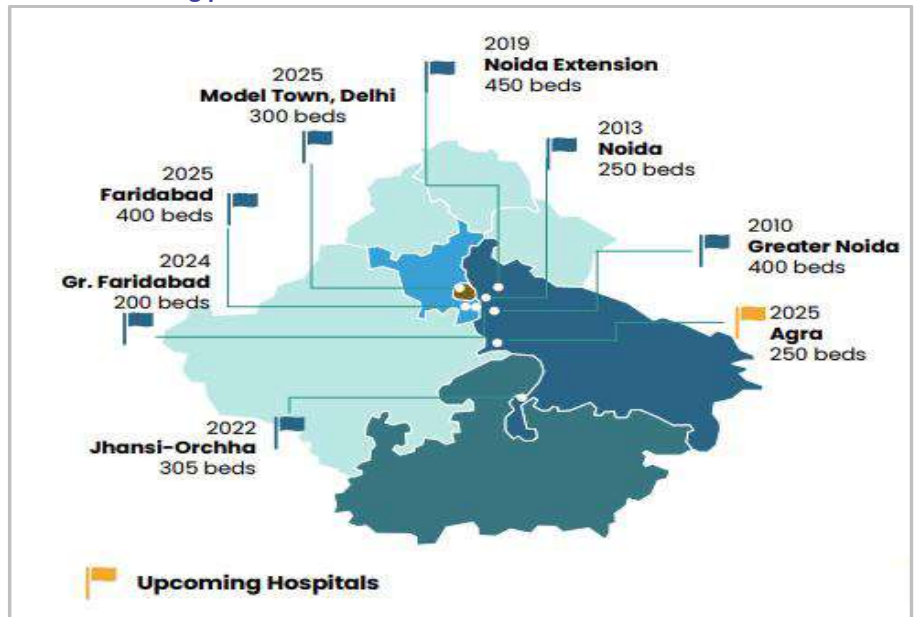 2019
Noida Extension
450 beds
2025
Model Town, Delhi
300 beds
2013
Noida
250 beds
2025
Faridabad
400 beds
2010
Greater Noida
400 beds
2024
Gr. Faridabad
200 beds
2025
Agra
250 beds
2022
Jhansi-Orchha
305 beds
Upcoming Hospitals